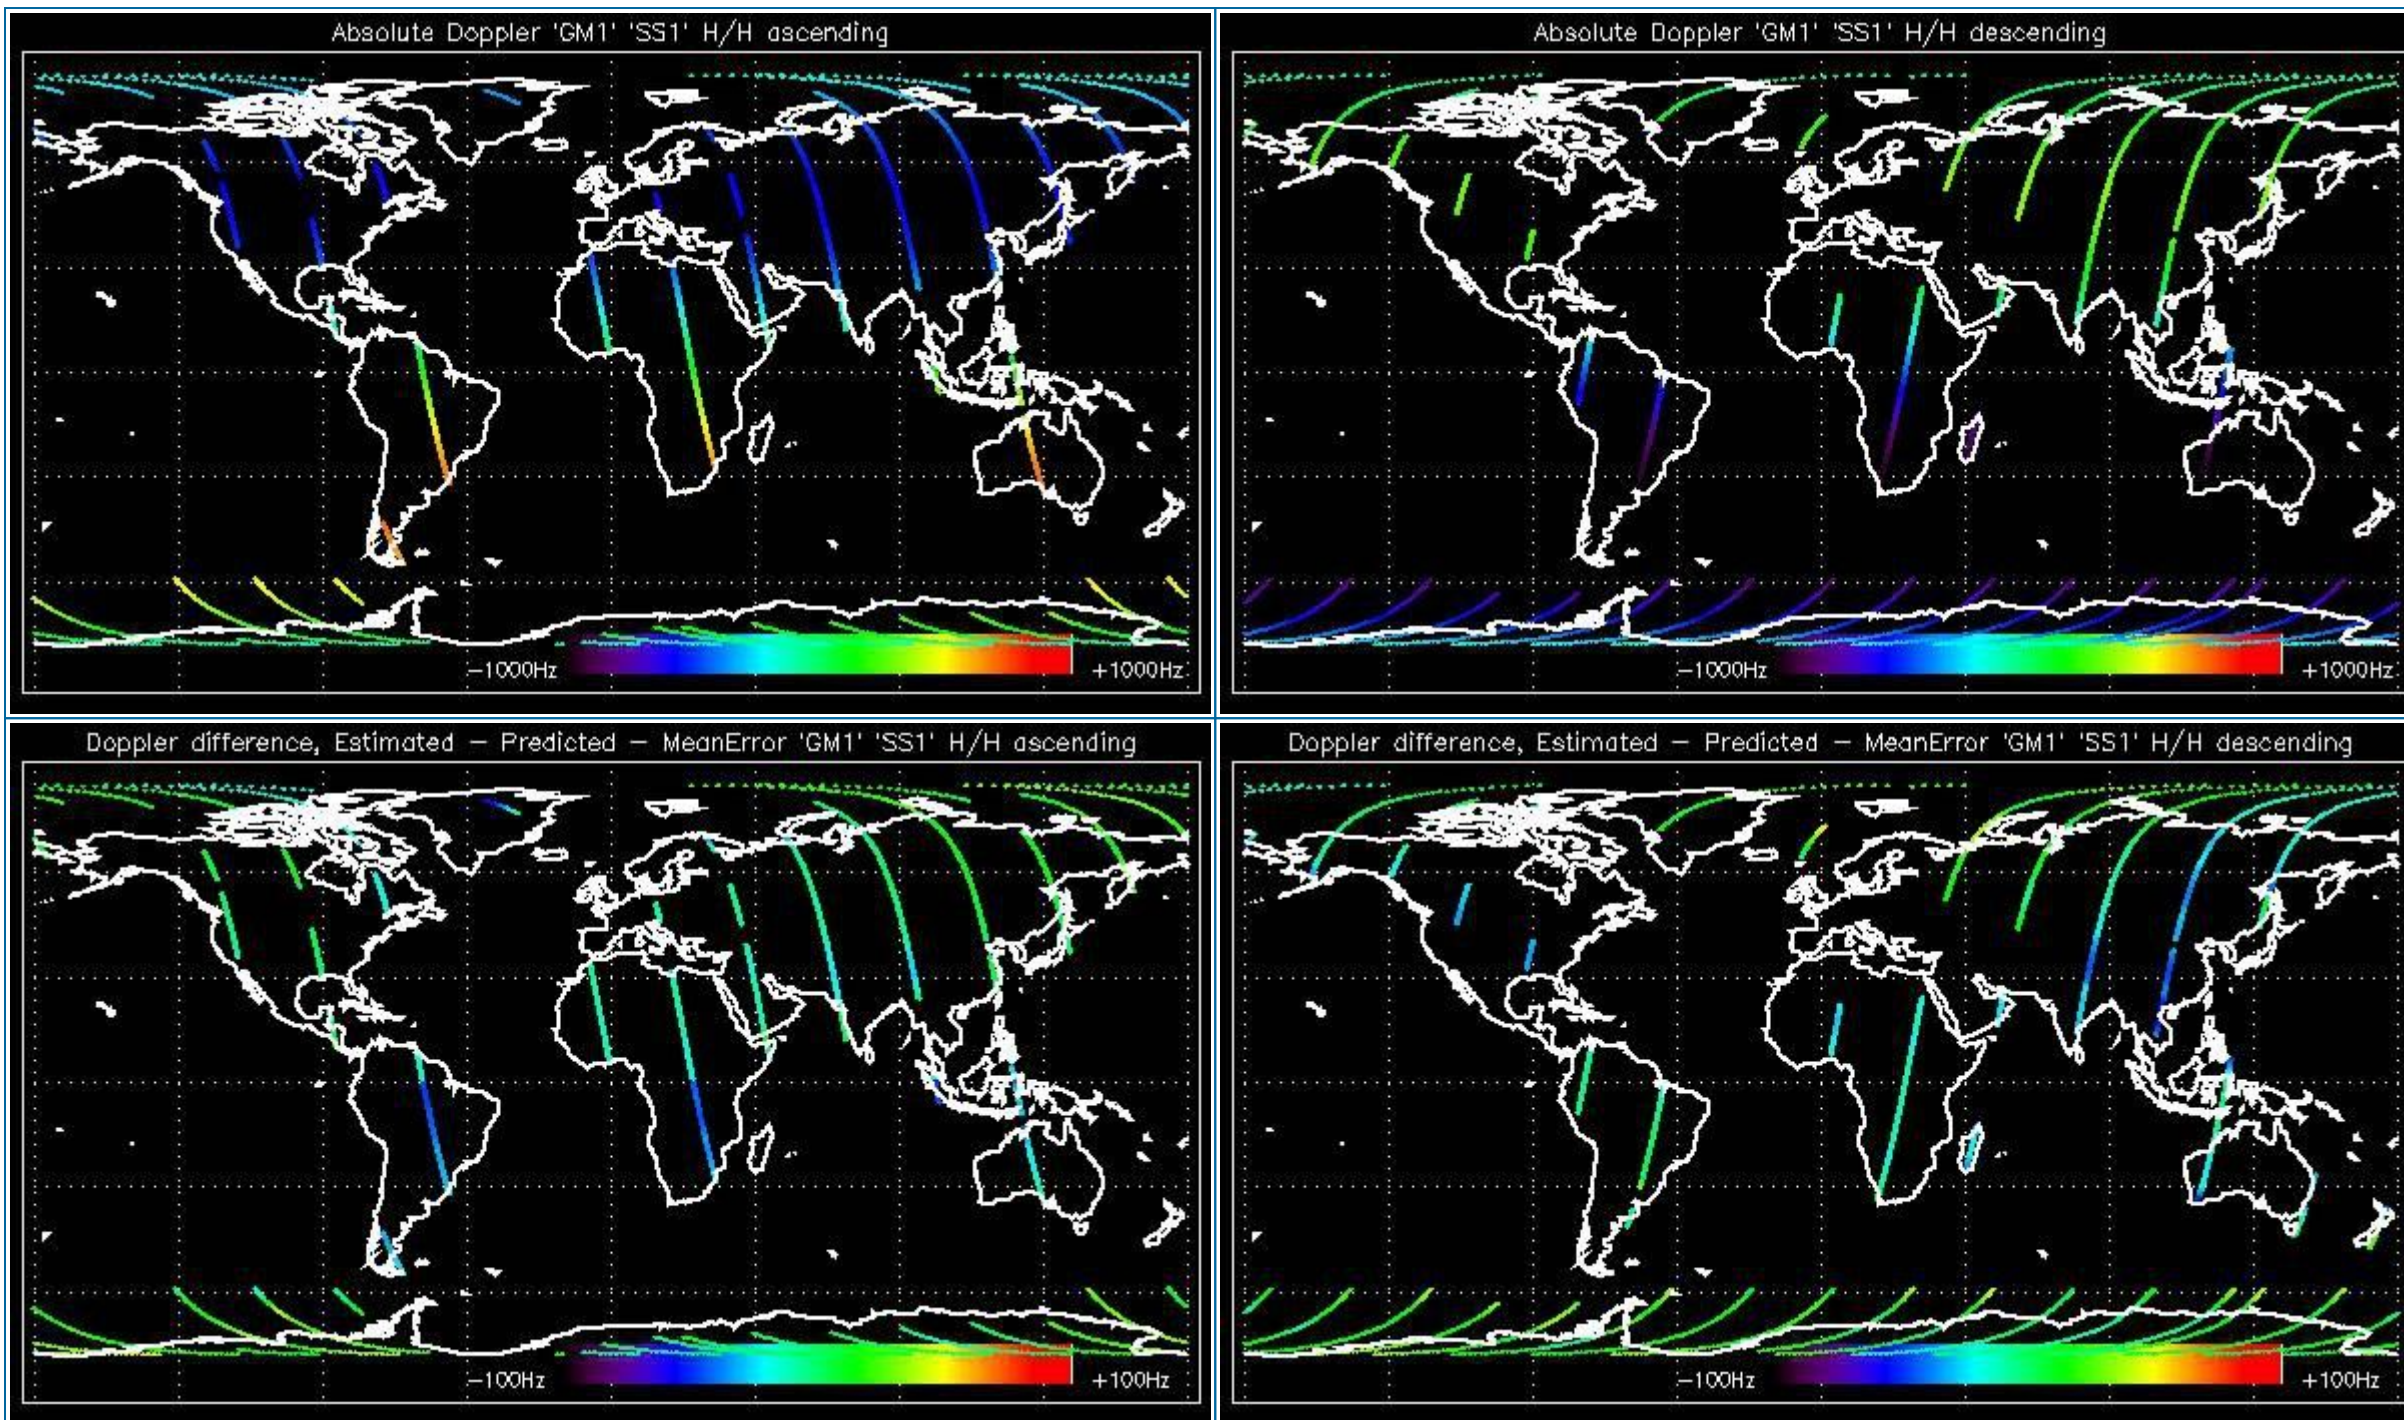 Absolute Doppler 'GM1' 'SS1' H/H ascending
-1000Hz
+1000Hz
Absolute Doppler 'GM1' 'SS1' H/H descending
-1000Hz
+1000Hz
Doppler difference, Estimated - Predicted - MeanError 'GM1' 'SS1' H/H ascending
-100Hz
+100Hz
Doppler difference, Estimated - Predicted - MeanError 'GM1' 'SS1' H/H descending
-100Hz
+100Hz